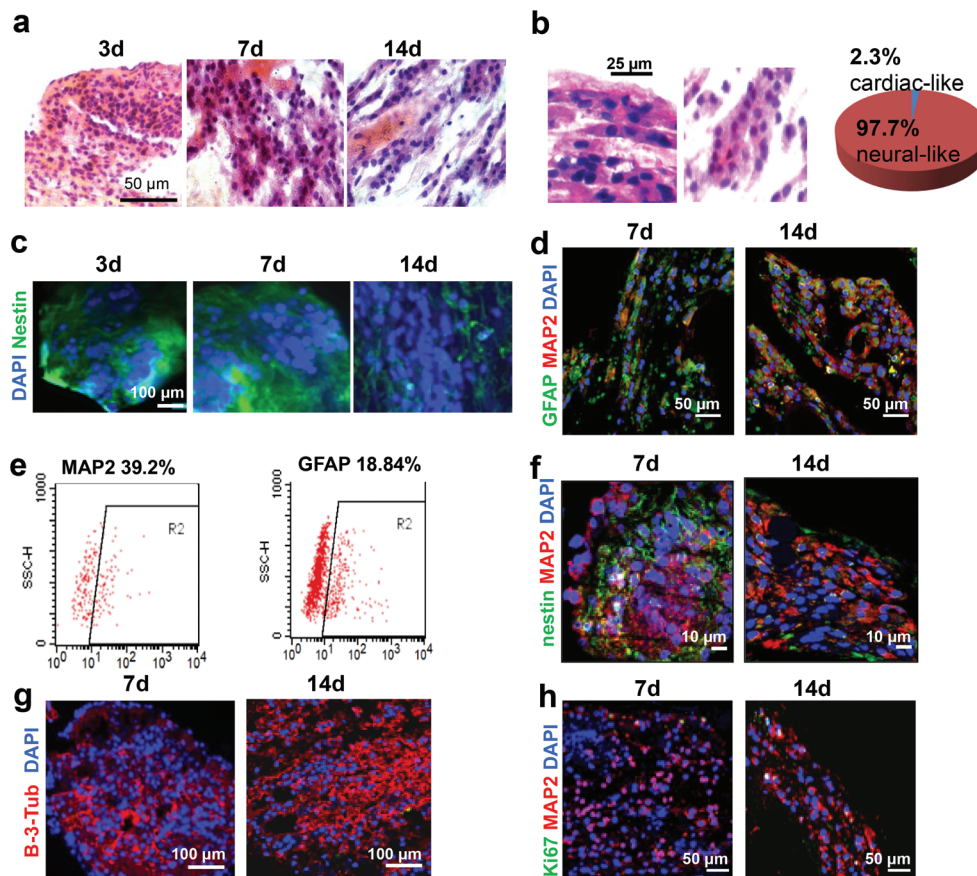 a
3d 7d 14d
50 µm
b
25 µm
2.3%
cardiac-like
97.7%
neural-like
c
3d 7d 14d
DAPI Nestin
100 µm
d
7d 14d
GFAP MAP2 DAPI
50 µm 50 µm
e
MAP2 39.2% GFAP 18.84%
1000 1000
R2 R2
SSC-H SSC-H
0 0
10⁰ 10¹ 10² 10³ 10⁴ 10⁰ 10¹ 10² 10³ 10⁴
f
7d 14d
nestin MAP2 DAPI
10 µm 10 µm
g
7d 14d
B-3-Tub DAPI
100 µm 100 µm
h
7d 14d
Ki67 MAP2 DAPI
50 µm 50 µm